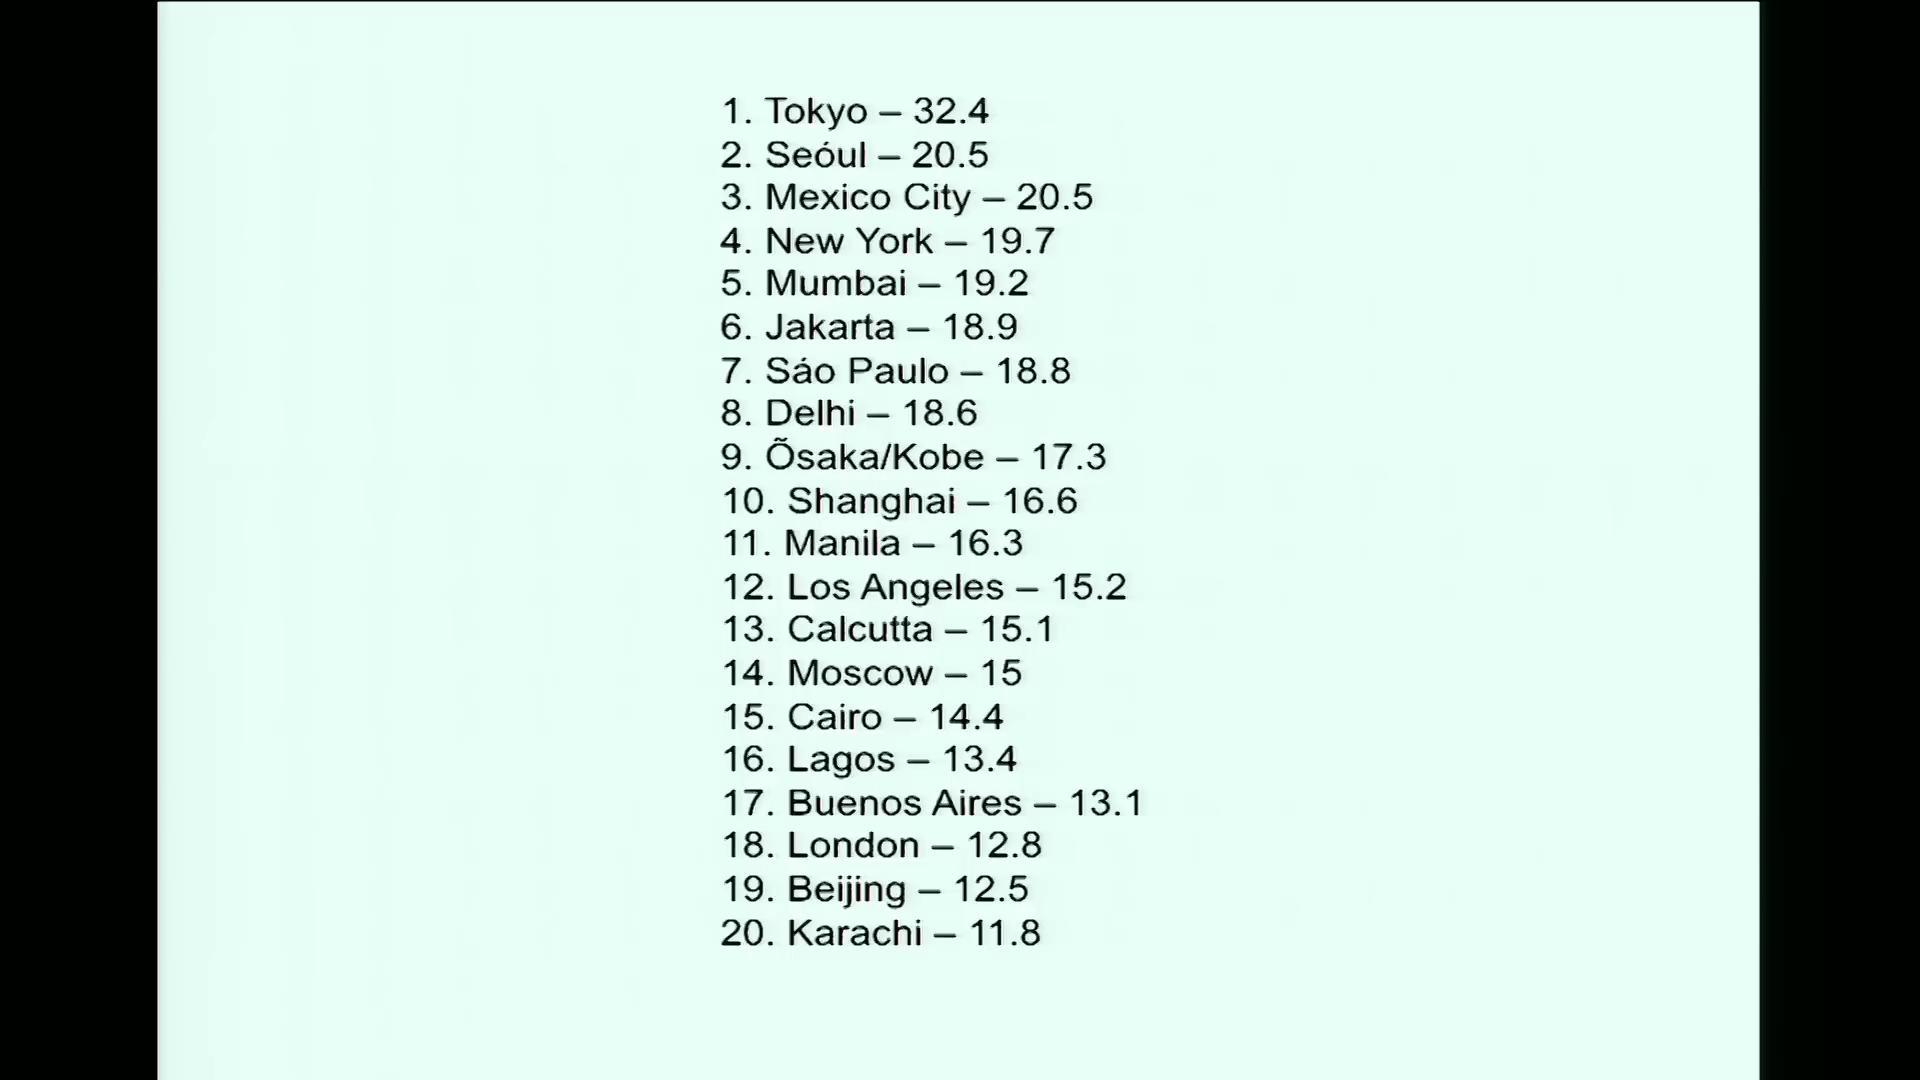 1. Tokyo – 32.4
2. Seóul – 20.5
3. Mexico City – 20.5
4. New York – 19.7
5. Mumbai – 19.2
6. Jakarta – 18.9
7. Sáo Paulo – 18.8
8. Delhi – 18.6
9. Õsaka/Kobe – 17.3
10. Shanghai – 16.6
11. Manila – 16.3
12. Los Angeles – 15.2
13. Calcutta – 15.1
14. Moscow – 15
15. Cairo – 14.4
16. Lagos – 13.4
17. Buenos Aires – 13.1
18. London – 12.8
19. Beijing – 12.5
20. Karachi – 11.8